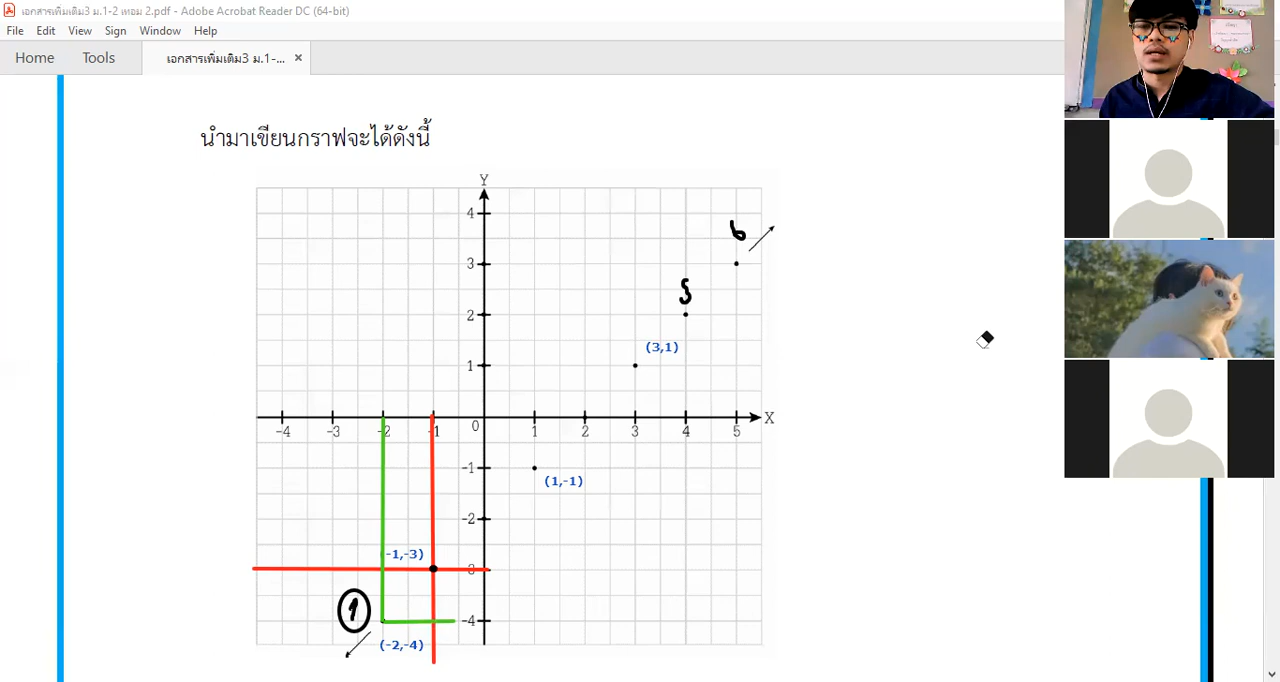 เอกสารเพิ่มเติม3 ม.1-2 เทอม 2.pdf - Adobe Acrobat Reader DC (64-bit)
File Edit View Sign Window Help
Home Tools เอกสารเพิ่มเติม3 ม.1-... ×
นำมาเขียนกราฟจะได้ดังนี้
Y
4
6
3
5
2
(3,1)
1
0 X
-4 -3 -2 -1 1 2 3 4 5
-1
(1,-1)
-2
(-1,-3)
1
-4
(-2,-4)